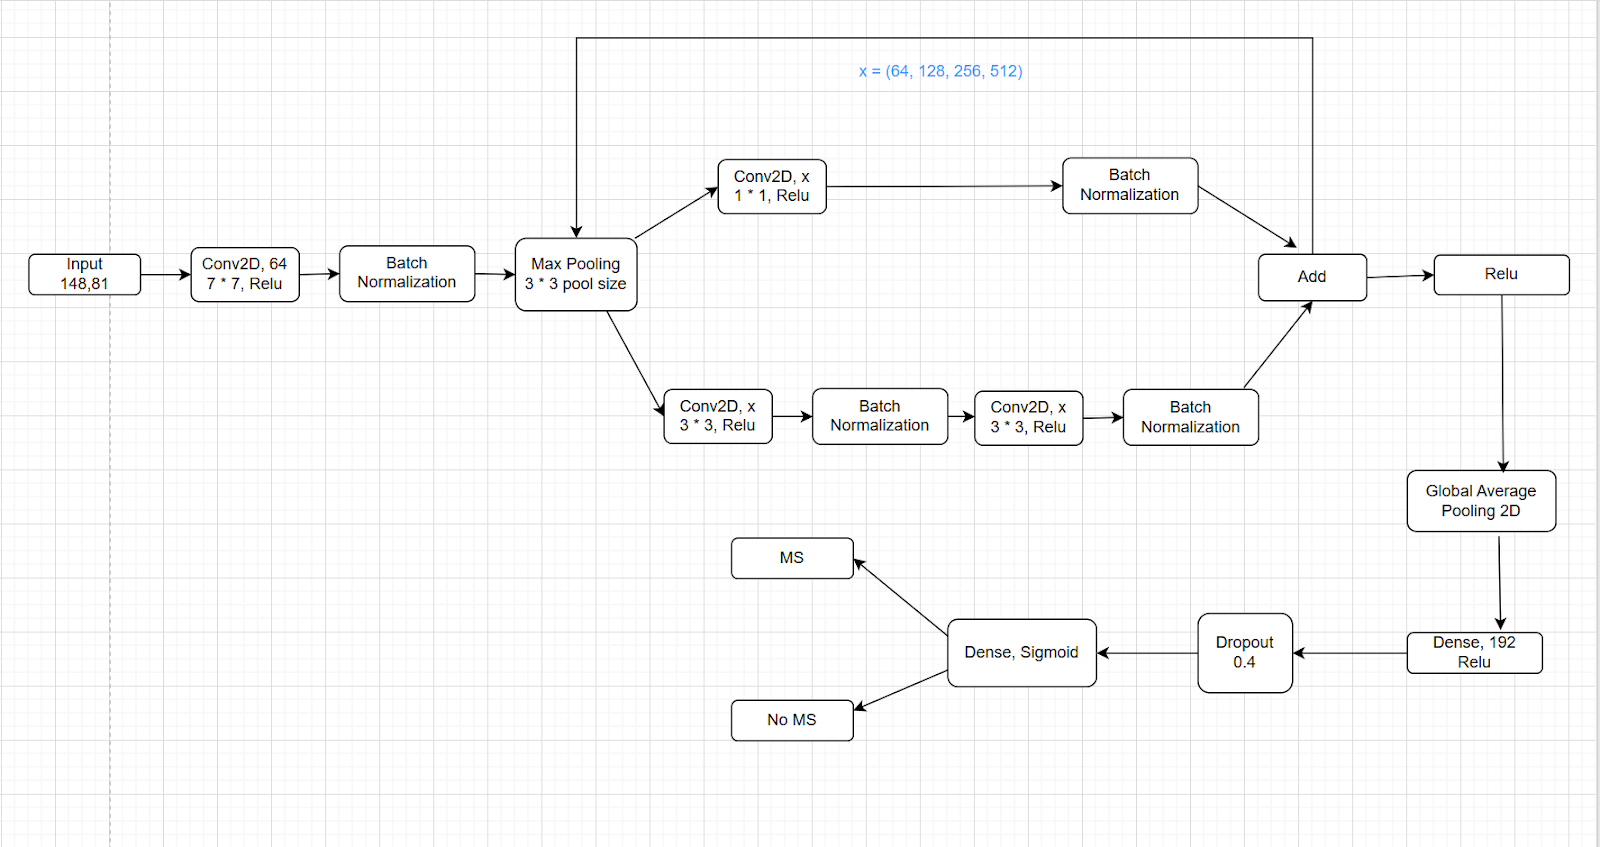 x = (64, 128, 256, 512)
Conv2D, x
1 * 1, Relu
Batch
Normalization
Input
148,81
Conv2D, 64
7 * 7, Relu
Batch
Normalization
Max Pooling
3 * 3 pool size
Add
Relu
Conv2D, x
3 * 3, Relu
Batch
Normalization
Conv2D, x
3 * 3, Relu
Batch
Normalization
Global Average
Pooling 2D
MS
Dense, Sigmoid
Dropout
0.4
Dense, 192
Relu
No MS